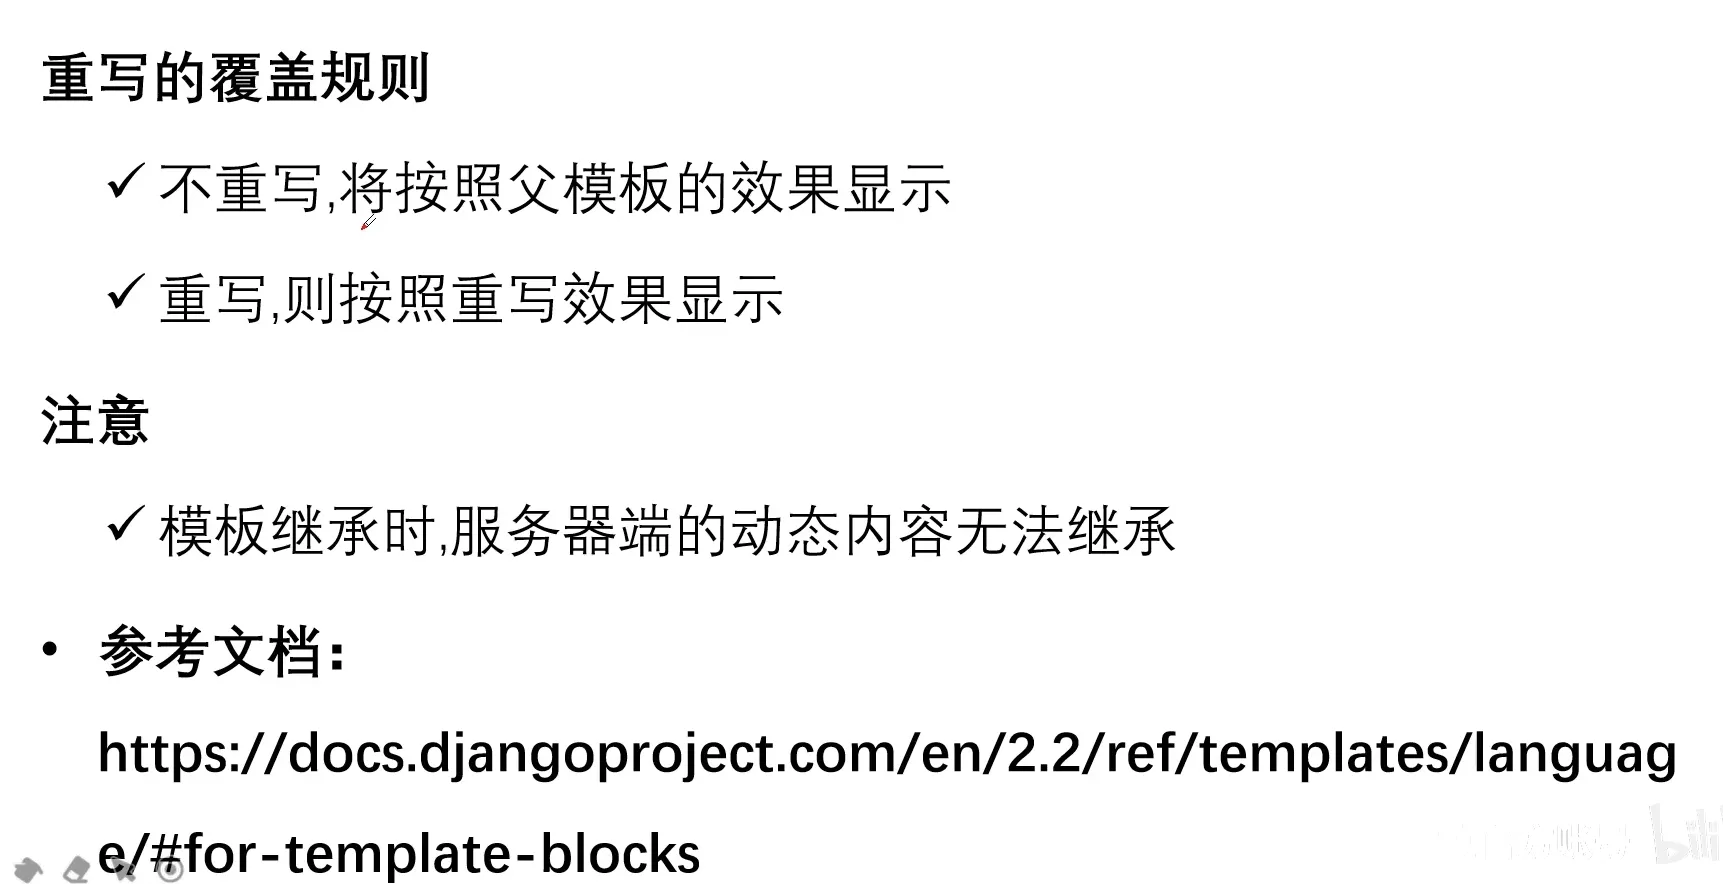 重写的覆盖规则
✓ 不重写,将按照父模板的效果显示
✓ 重写,则按照重写效果显示
注意
✓ 模板继承时,服务器端的动态内容无法继承
• 参考文档：
https://docs.djangoproject.com/en/2.2/ref/templates/languag
e/#for-template-blocks
bili